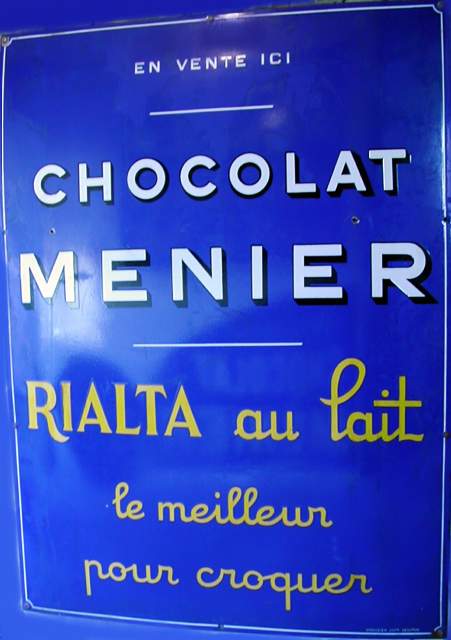 EN VENTE ICI
CHOCOLAT
MENIER
RIALTA au lait
le meilleur
pour croquer